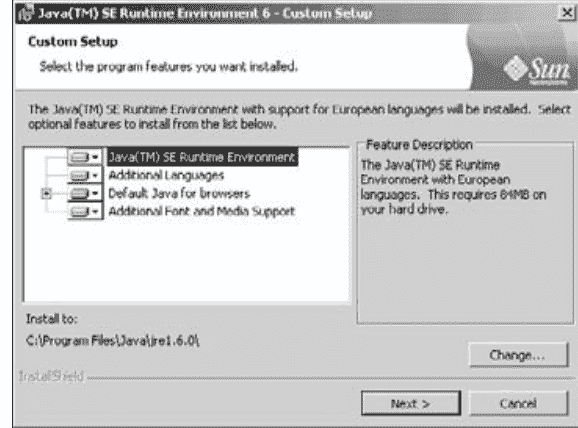 Java(TM) SE Runtime Environment 6 - Custom Setup
Custom Setup
Select the program features you want installed.
Sun
The Java(TM) SE Runtime Environment with support for European languages will be installed. Select
optional features to install from the list below.
Java(TM) SE Runtime Environment
Additional Languages
Default Java for browsers
Additional Font and Media Support
Feature Description
The Java(TM) SE Runtime
Environment with European
languages. This requires 84MB on
your hard drive.
Install to:
C:\Program Files\Java\jre1.6.0\
Change...
InstallShield
Next >
Cancel